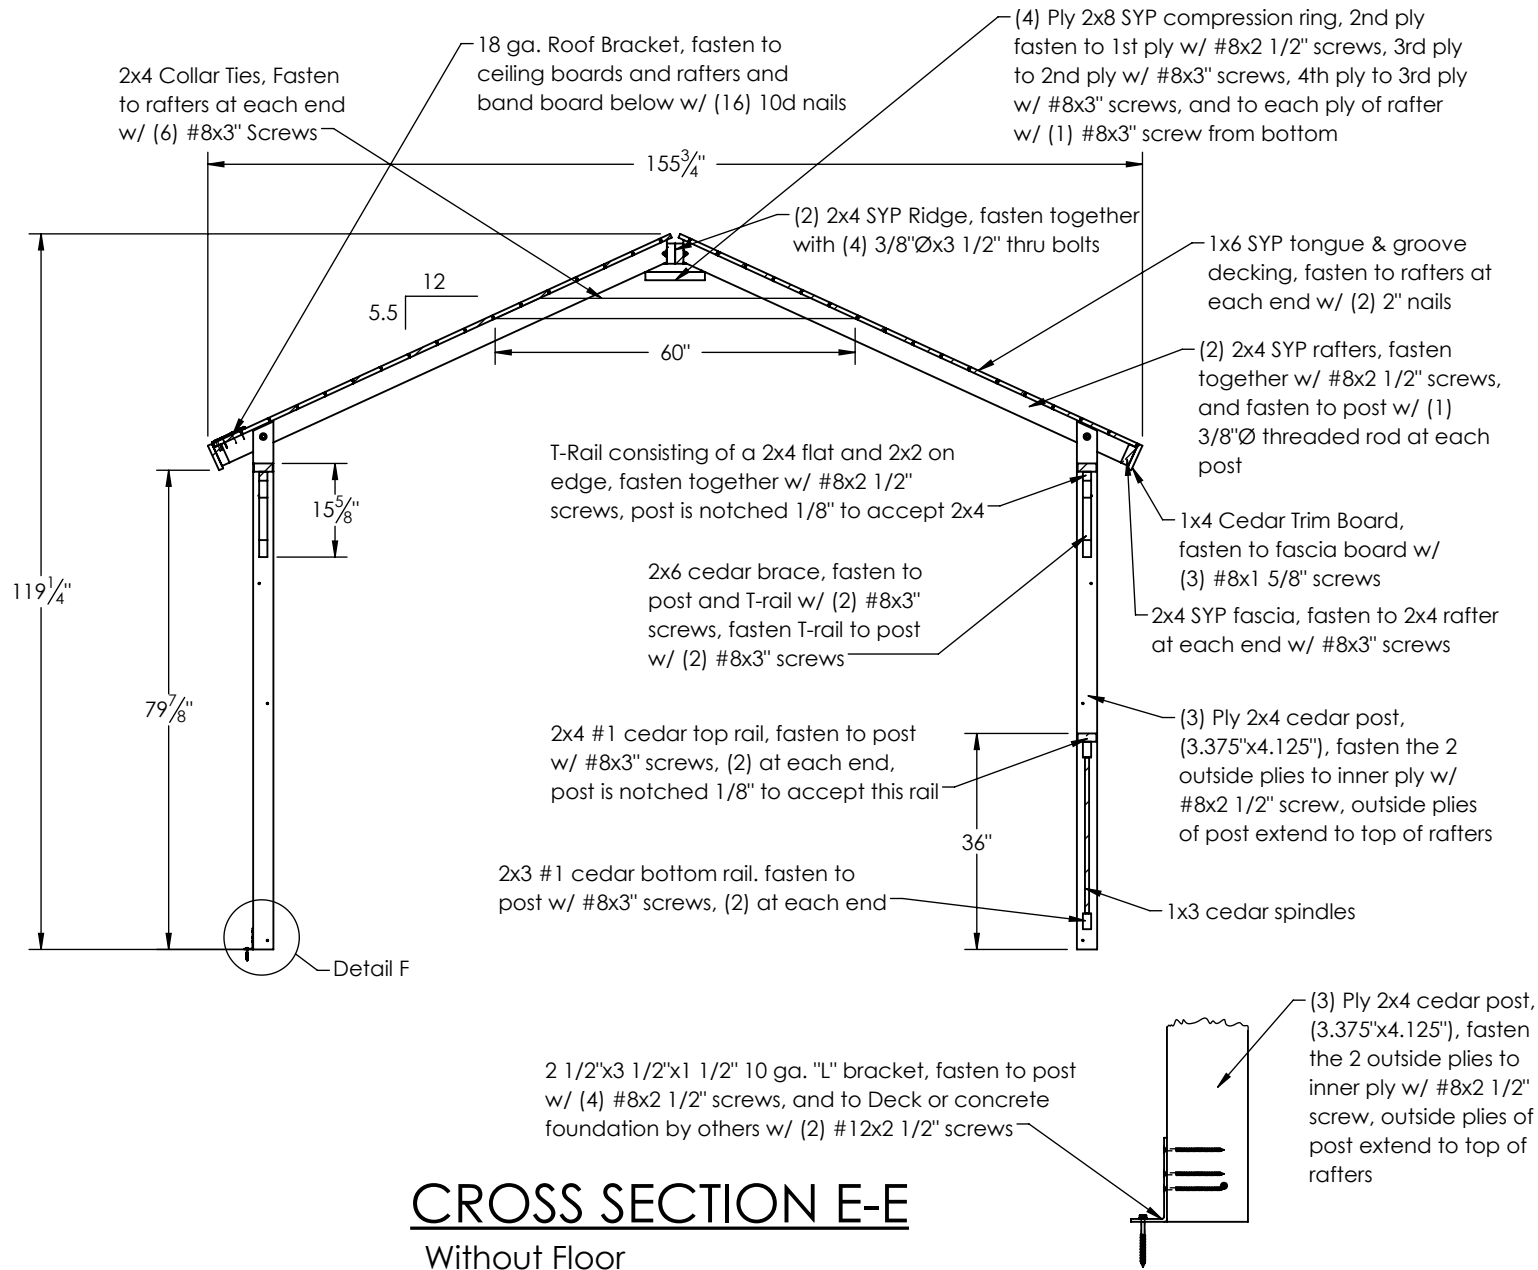 (4) Ply 2x8 SYP compression ring, 2nd ply
fasten to 1st ply w/ #8x2 1/2" screws, 3rd ply
to 2nd ply w/ #8x3" screws, 4th ply to 3rd ply
w/ #8x3" screws, and to each ply of rafter
w/ (1) #8x3" screw from bottom
18 ga. Roof Bracket, fasten to
ceiling boards and rafters and
band board below w/ (16) 10d nails
2x4 Collar Ties, Fasten
to rafters at each end
w/ (6) #8x3" Screws
155 3/4"
(2) 2x4 SYP Ridge, fasten together
with (4) 3/8"Øx3 1/2" thru bolts
1x6 SYP tongue & groove
decking, fasten to rafters at
each end w/ (2) 2" nails
12
5.5
60"
(2) 2x4 SYP rafters, fasten
together w/ #8x2 1/2" screws,
and fasten to post w/ (1)
3/8"Ø threaded rod at each
post
T-Rail consisting of a 2x4 flat and 2x2 on
edge, fasten together w/ #8x2 1/2"
screws, post is notched 1/8" to accept 2x4
15 5/8"
1x4 Cedar Trim Board,
fasten to fascia board w/
(3) #8x1 5/8" screws
119 1/4"
2x6 cedar brace, fasten to
post and T-rail w/ (2) #8x3"
screws, fasten T-rail to post
w/ (2) #8x3" screws
2x4 SYP fascia, fasten to 2x4 rafter
at each end w/ #8x3" screws
79 7/8"
(3) Ply 2x4 cedar post,
(3.375"x4.125"), fasten the 2
outside plies to inner ply w/
#8x2 1/2" screw, outside plies
of post extend to top of rafters
2x4 #1 cedar top rail, fasten to post
w/ #8x3" screws, (2) at each end,
post is notched 1/8" to accept this rail
36"
2x3 #1 cedar bottom rail. fasten to
post w/ #8x3" screws, (2) at each end
1x3 cedar spindles
Detail F
(3) Ply 2x4 cedar post,
(3.375"x4.125"), fasten
the 2 outside plies to
inner ply w/ #8x2 1/2"
screw, outside plies of
post extend to top of
rafters
2 1/2"x3 1/2"x1 1/2" 10 ga. "L" bracket, fasten to post
w/ (4) #8x2 1/2" screws, and to Deck or concrete
foundation by others w/ (2) #12x2 1/2" screws
CROSS SECTION E-E
Without Floor